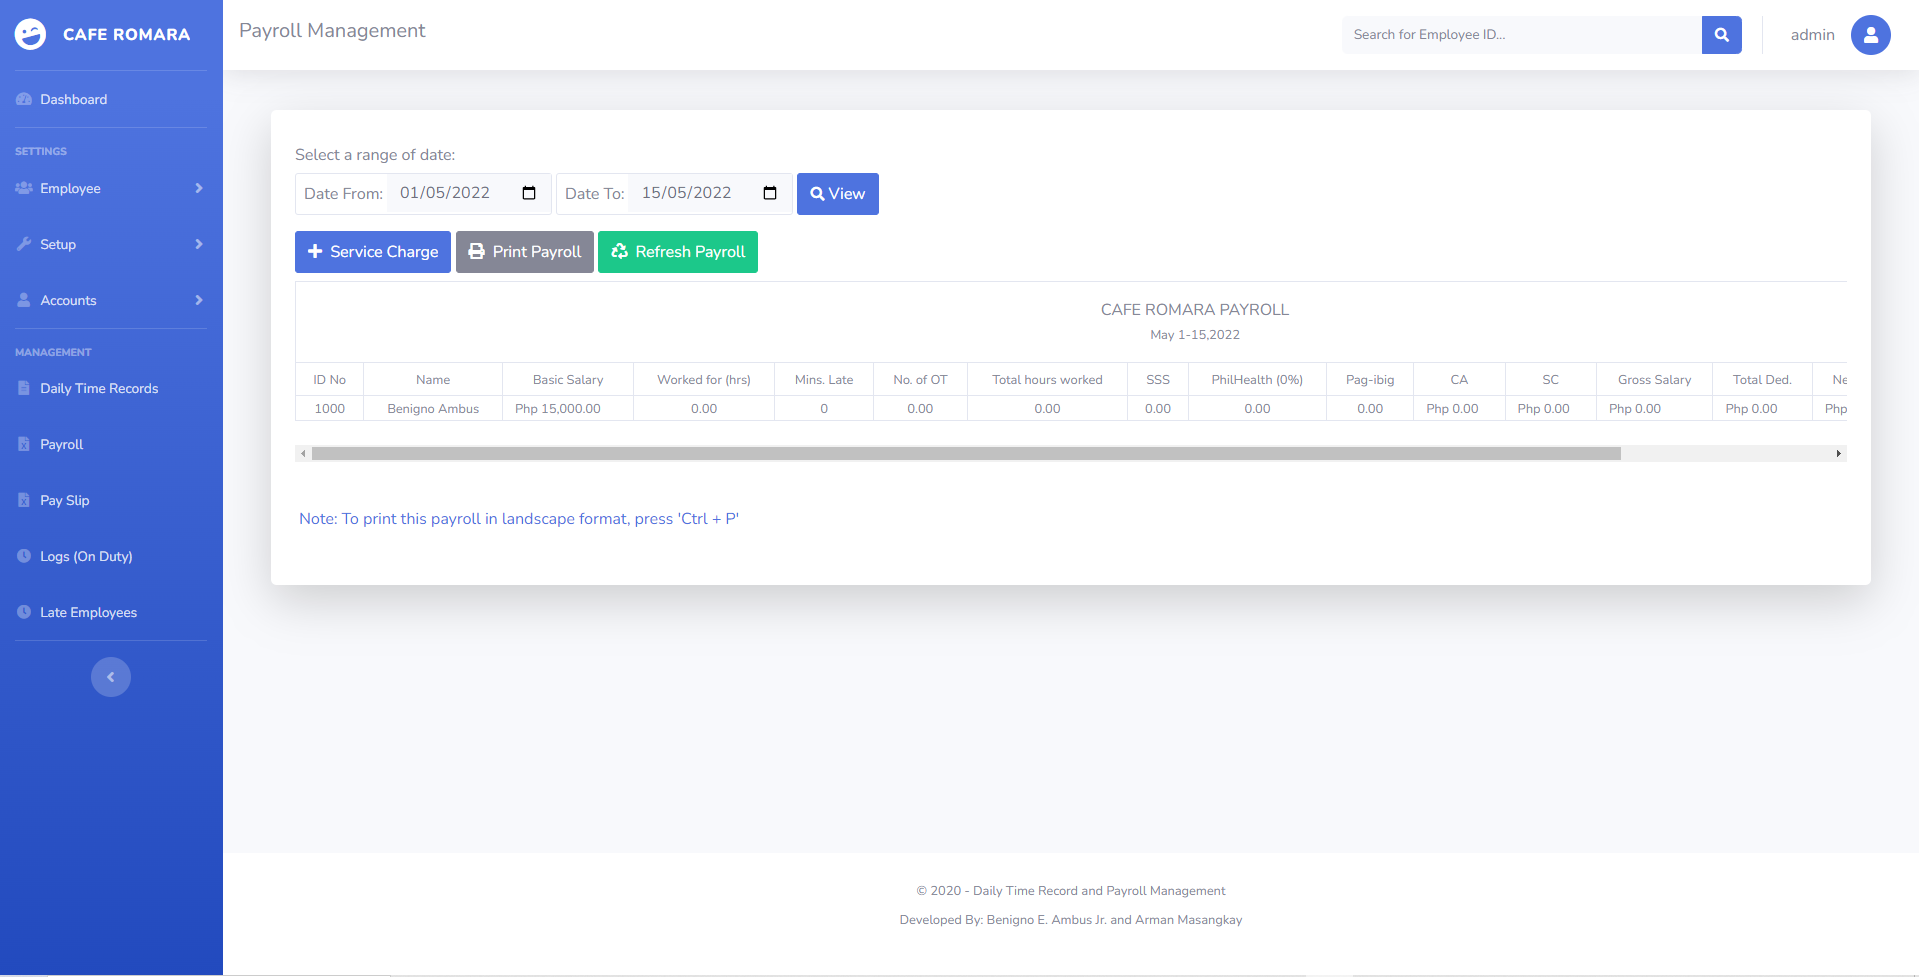 CAFE ROMARA
Payroll Management
Search for Employee ID...
admin
Dashboard
SETTINGS
Employee
Setup
Accounts
MANAGEMENT
Daily Time Records
Payroll
Pay Slip
Logs (On Duty)
Late Employees
Select a range of date:
Date From: 01/05/2022 Date To: 15/05/2022 View
Service Charge Print Payroll Refresh Payroll
CAFE ROMARA PAYROLL
May 1-15,2022
ID No Name Basic Salary Worked for (hrs) Mins. Late No. of OT Total hours worked SSS PhilHealth (0%) Pag-ibig CA SC Gross Salary Total Ded. Ne
1000 Benigno Ambus Php 15,000.00 0.00 0 0.00 0.00 0.00 0.00 0.00 Php 0.00 Php 0.00 Php 0.00 Php 0.00 Php
Note: To print this payroll in landscape format, press 'Ctrl + P'
© 2020 - Daily Time Record and Payroll Management
Developed By: Benigno E. Ambus Jr. and Arman Masangkay